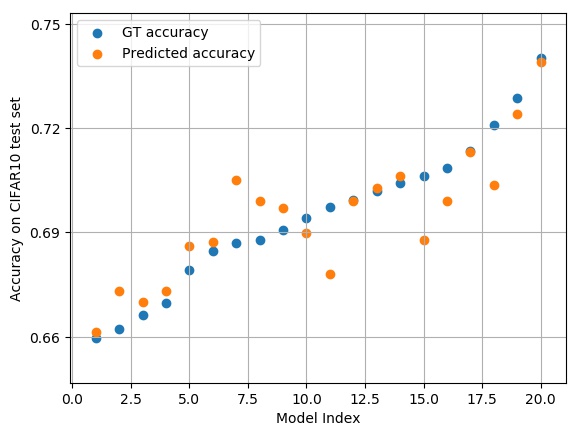 GT accuracy
Predicted accuracy
Accuracy on CIFAR10 test set
0.75
0.72
0.69
0.66
0.0 2.5 5.0 7.5 10.0 12.5 15.0 17.5 20.0
Model Index